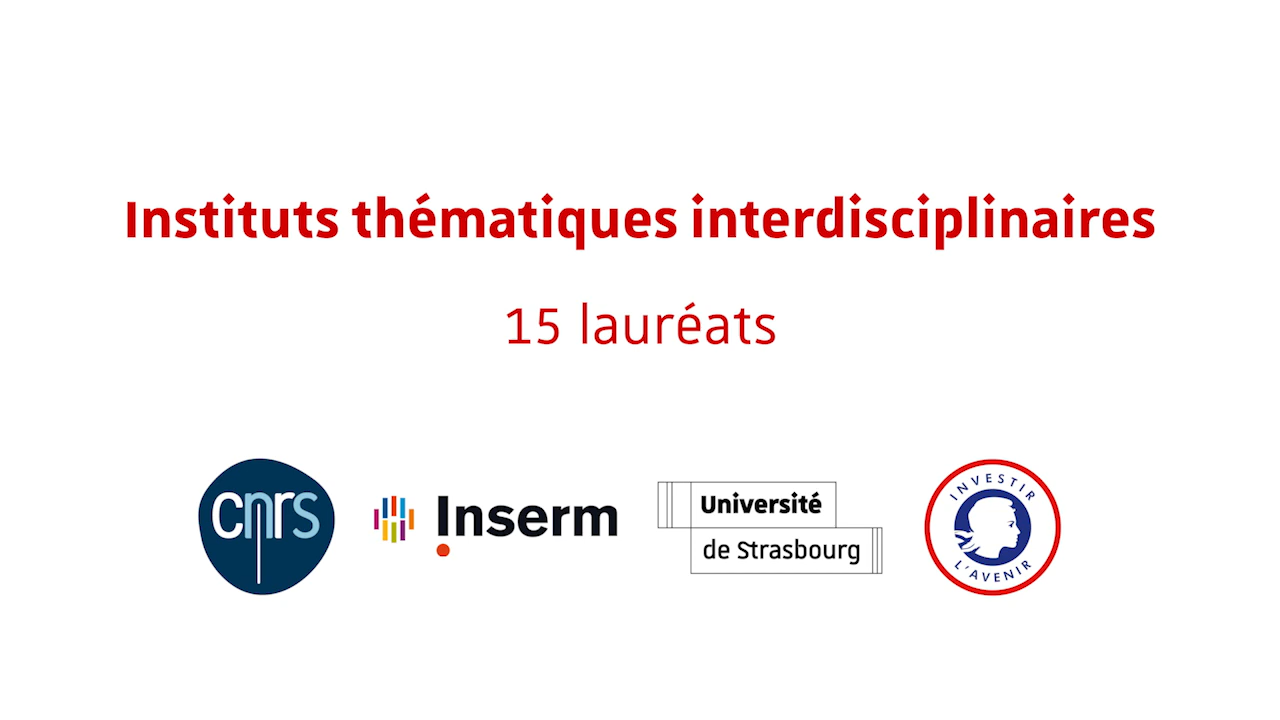 Instituts thématiques interdisciplinaires
15 lauréats
cnrs
Inserm
Université
de Strasbourg
INVESTIR
L'AVENIR